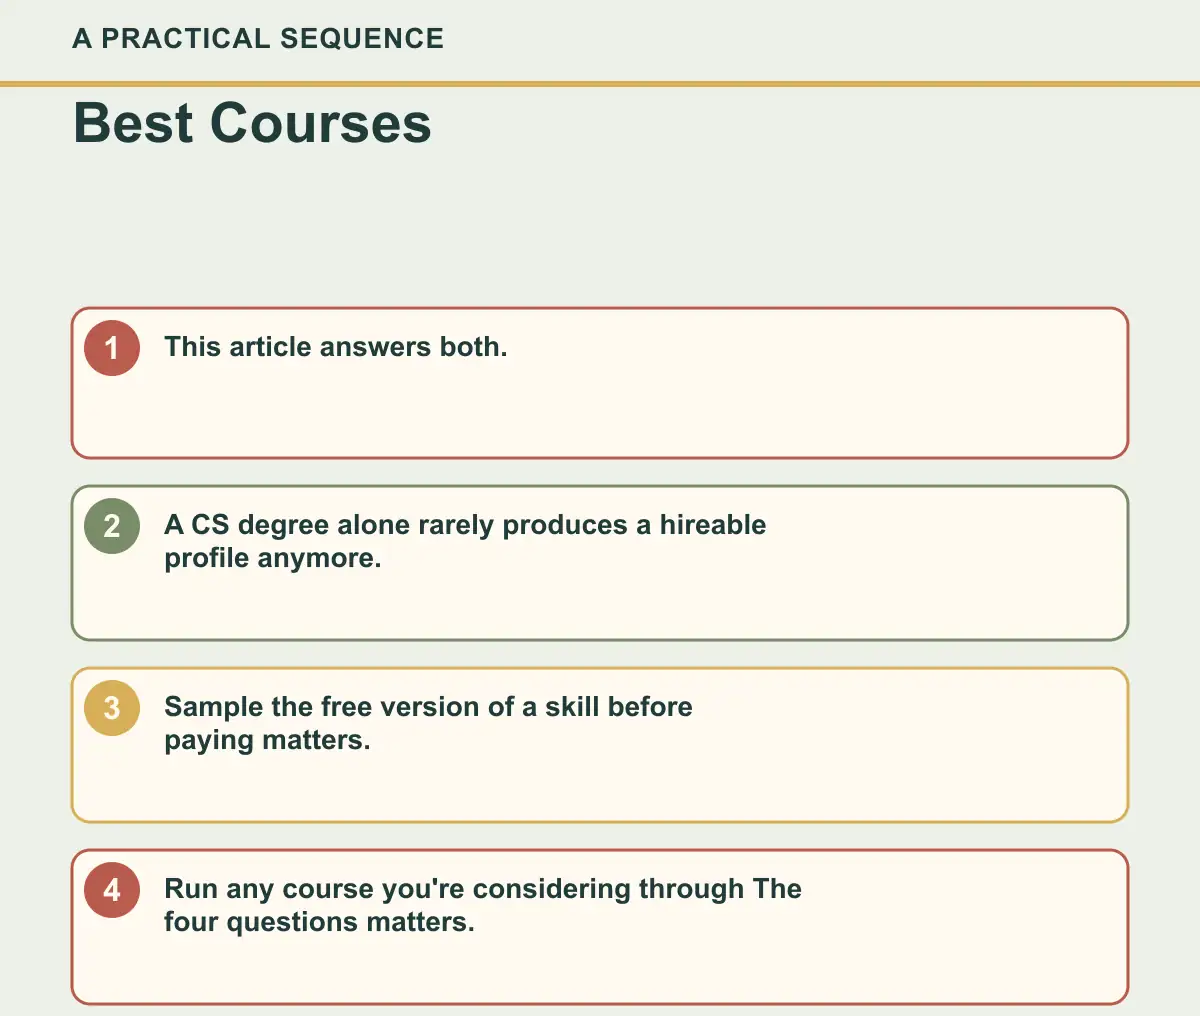 A PRACTICAL SEQUENCE
Best Courses
1
This article answers both.
2
A CS degree alone rarely produces a hireable
profile anymore.
3
Sample the free version of a skill before
paying matters.
4
Run any course you're considering through The
four questions matters.